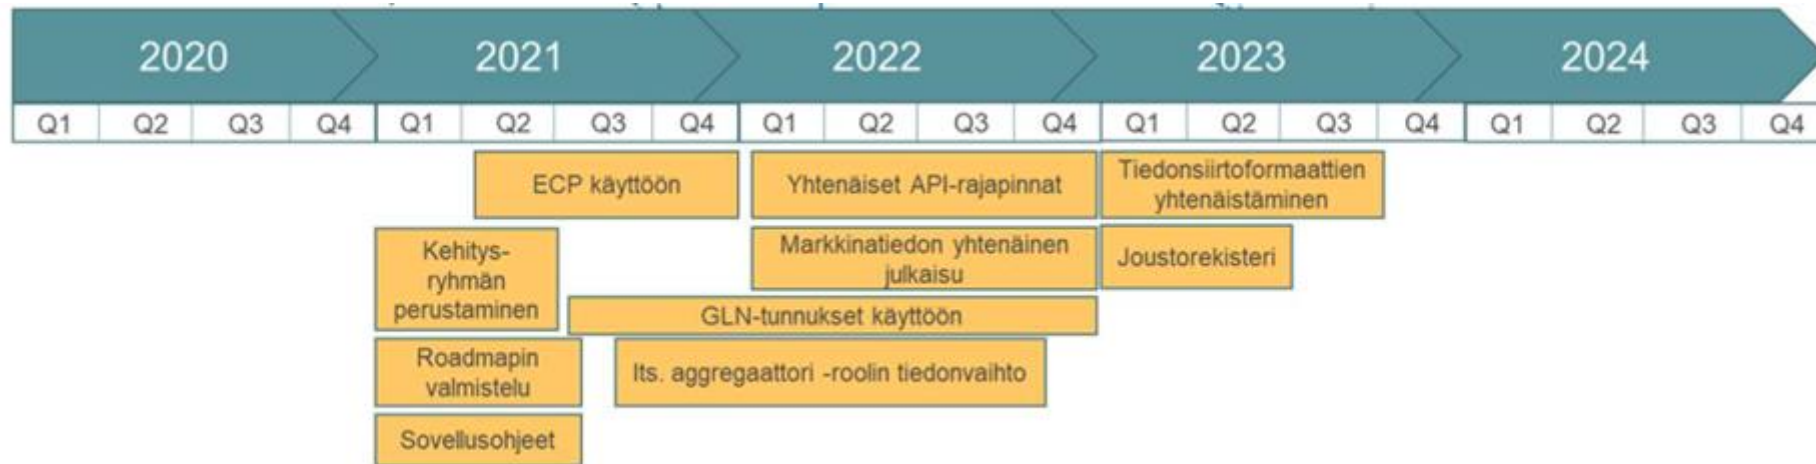 2020 2021 2022 2023 2024
Q1 Q2 Q3 Q4 Q1 Q2 Q3 Q4 Q1 Q2 Q3 Q4 Q1 Q2 Q3 Q4 Q1 Q2 Q3 Q4
ECP käyttöön
Yhtenäiset API-rajapinnat
Tiedonsiirtoformaattien
yhtenäistäminen
Kehitys-
ryhmän
perustaminen
Markkinatiedon yhtenäinen
julkaisu
Joustorekisteri
GLN-tunnukset käyttöön
Roadmapin
valmistelu
Its. aggregaattori -roolin tiedonvaihto
Sovellusohjeet